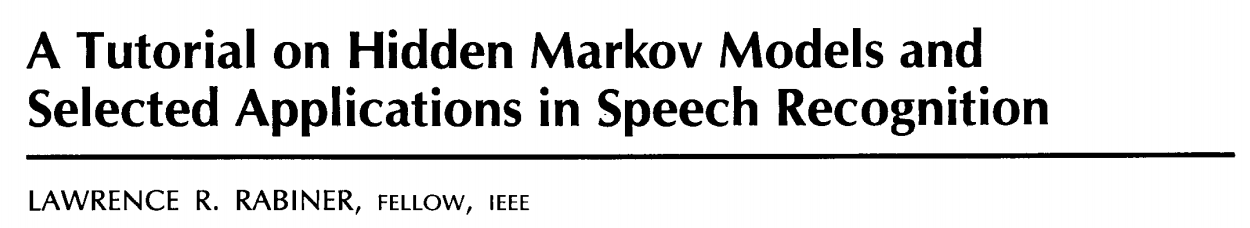 A Tutorial on Hidden Markov Models and
Selected Applications in Speech Recognition
LAWRENCE R. RABINER, FELLOW, IEEE